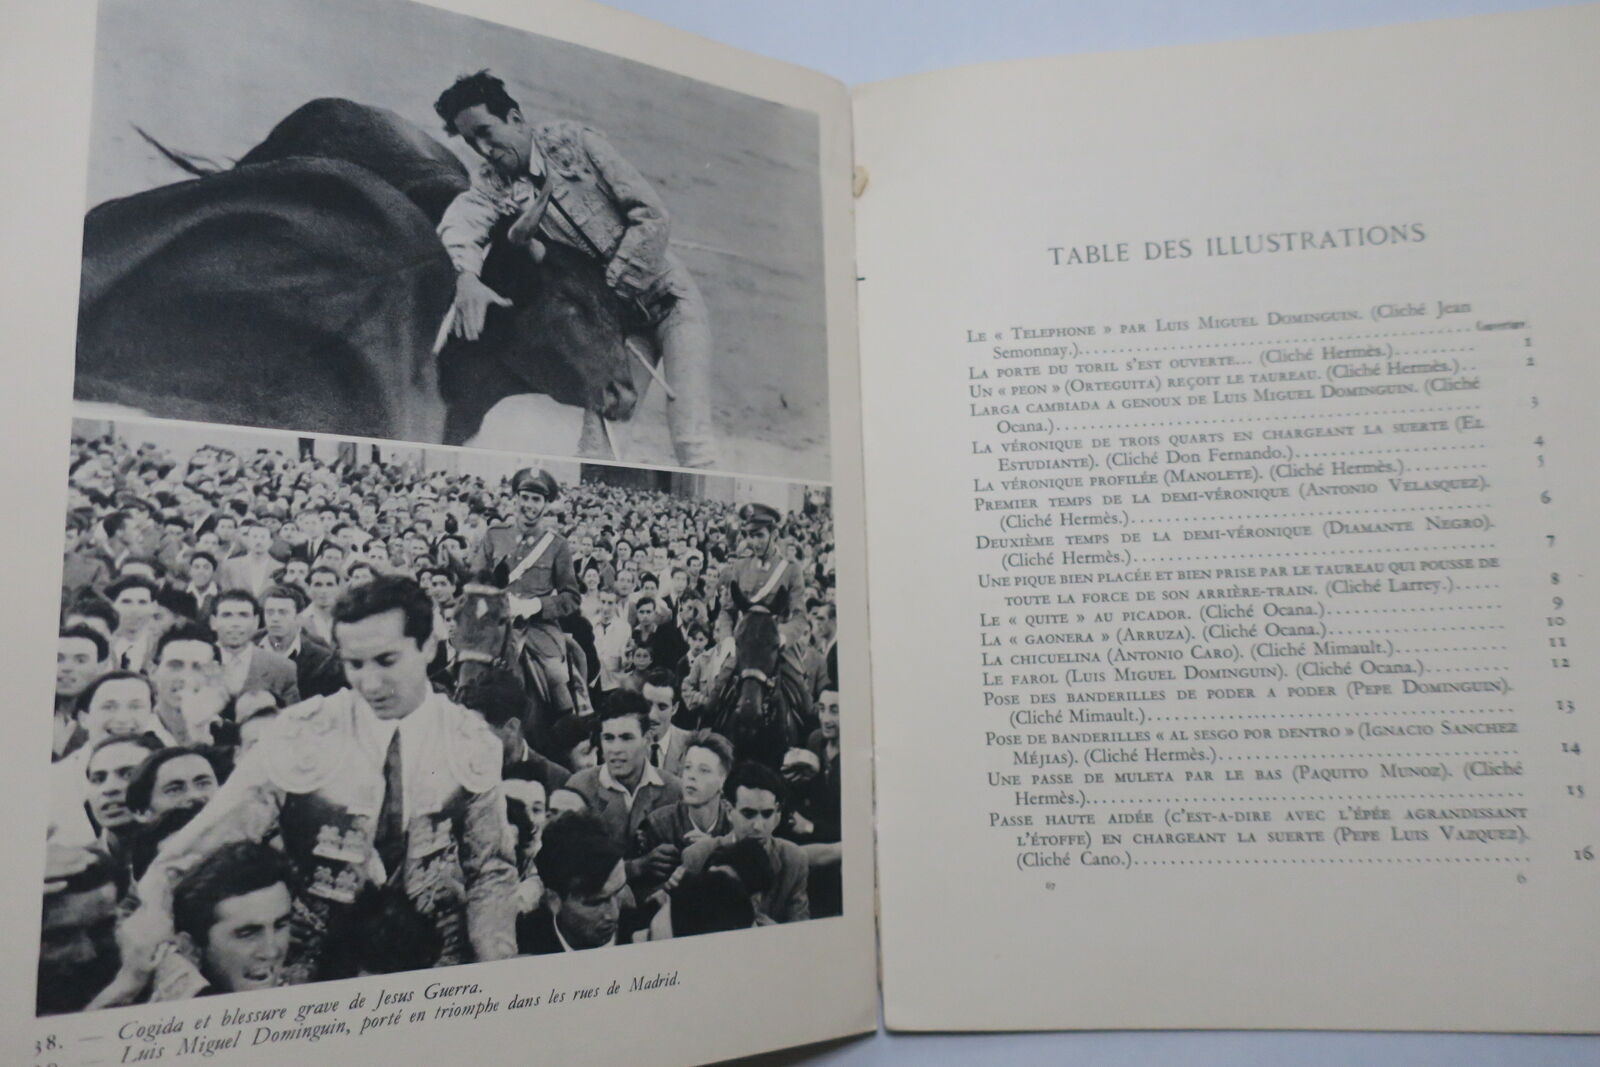 38. — Cogida et blessure grave de Jesus Guerra.
— Luis Miguel Dominguin, porté en triomphe dans les rues de Madrid.
TABLE DES ILLUSTRATIONS
LE « TELEPHONE » PAR LUIS MIGUEL DOMINGUIN. (Cliché Jean
Semonnay.)........................ Couverture.
LA PORTE DU TORIL S'EST OUVERTE... (Cliché Hermès.)......... 1
UN « PEON » (ORTEGUITA) REÇOIT LE TAUREAU. (Cliché Hermès.).. 2
LARGA CAMBIADA A GENOUX DE LUIS MIGUEL DOMINGUIN. (Cliché
Ocana.)........................ 3
LA VÉRONIQUE DE TROIS QUARTS EN CHARGEANT LA SUERTE (EL
ESTUDIANTE). (Cliché Don Fernando.)........................ 4
LA VÉRONIQUE PROFILÉE (MANOLETE). (Cliché Hermès.)......... 5
PREMIER TEMPS DE LA DEMI-VÉRONIQUE (ANTONIO VELASQUEZ).
(Cliché Hermès.)........................ 6
DEUXIÈME TEMPS DE LA DEMI-VÉRONIQUE (DIAMANTE NEGRO).
(Cliché Hermès.)........................ 7
UNE PIQUE BIEN PLACÉE ET BIEN PRISE PAR LE TAUREAU QUI POUSSE DE
TOUTE LA FORCE DE SON ARRIÈRE-TRAIN. (Cliché Larrey.)..... 8
LE « QUITE » AU PICADOR. (Cliché Ocana.)........................ 9
LA « GAONERA » (ARRUZA). (Cliché Ocana.)........................ 10
LA CHICUELINA (ANTONIO CARO). (Cliché Mimault.)............ 11
LE FAROL (LUIS MIGUEL DOMINGUIN). (Cliché Ocana.)......... 12
POSE DES BANDERILLES DE PODER A PODER (PEPE DOMINGUIN).
(Cliché Mimault.)........................ 13
POSE DE BANDERILLES « AL SESGO POR DENTRO » (IGNACIO SANCHEZ
MÉJIAS). (Cliché Hermès.)........................ 14
UNE PASSE DE MULETA PAR LE BAS (PAQUITO MUNOZ). (Cliché
Hermès.)........................ 15
PASSE HAUTE AIDÉE (C'EST-A-DIRE AVEC L'ÉPÉE AGRANDISSANT
L'ÉTOFFE) EN CHARGEANT LA SUERTE (PEPE LUIS VAZQUEZ).
(Cliché Cano.)........................ 16
67 6